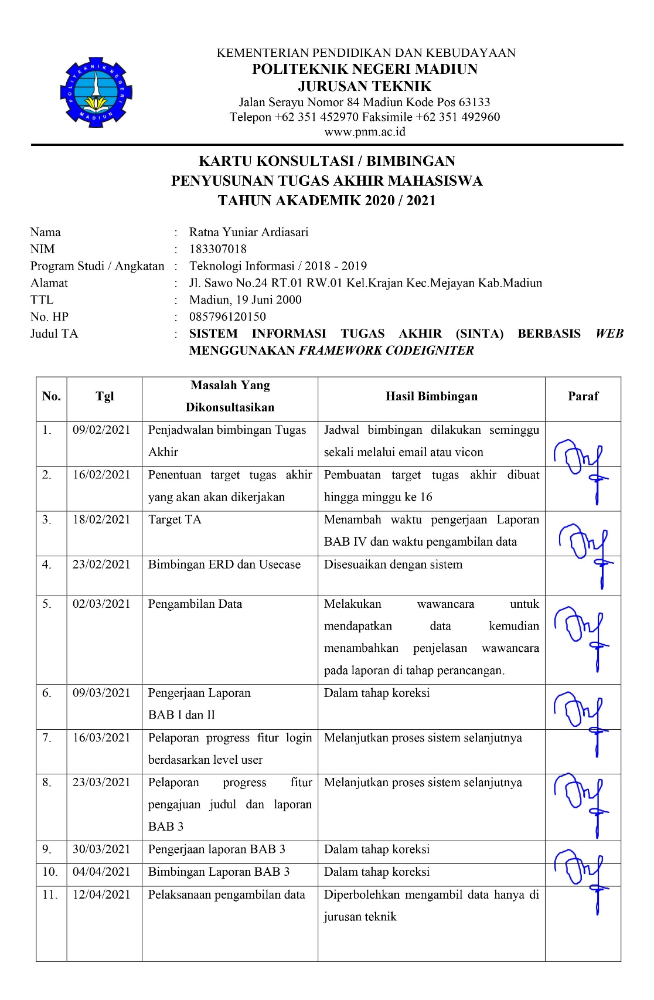 POLITEKNIK NEGERI
MADIUN
KEMENTERIAN PENDIDIKAN DAN KEBUDAYAAN
POLITEKNIK NEGERI MADIUN
JURUSAN TEKNIK
Jalan Serayu Nomor 84 Madiun Kode Pos 63133
Telepon +62 351 452970 Faksimile +62 351 492960
www.pnm.ac.id
KARTU KONSULTASI / BIMBINGAN
PENYUSUNAN TUGAS AKHIR MAHASISWA
TAHUN AKADEMIK 2020 / 2021
Nama : Ratna Yuniar Ardiasari
NIM : 183307018
Program Studi / Angkatan : Teknologi Informasi / 2018 - 2019
Alamat : Jl. Sawo No.24 RT.01 RW.01 Kel.Krajan Kec.Mejayan Kab.Madiun
TTL : Madiun, 19 Juni 2000
No. HP : 085796120150
Judul TA : SISTEM INFORMASI TUGAS AKHIR (SINTA) BERBASIS WEB
MENGGUNAKAN FRAMEWORK CODEIGNITER
No. Tgl Masalah Yang Dikonsultasikan Hasil Bimbingan Paraf
1. 09/02/2021 Penjadwalan bimbingan Tugas Jadwal bimbingan dilakukan seminggu
Akhir sekali melalui email atau vicon
2. 16/02/2021 Penentuan target tugas akhir Pembuatan target tugas akhir dibuat
yang akan akan dikerjakan hingga minggu ke 16
3. 18/02/2021 Target TA Menambah waktu pengerjaan Laporan
BAB IV dan waktu pengambilan data
4. 23/02/2021 Bimbingan ERD dan Usecase Disesuaikan dengan sistem
5. 02/03/2021 Pengambilan Data Melakukan wawancara untuk
mendapatkan data kemudian
menambahkan penjelasan wawancara
pada laporan di tahap perancangan.
6. 09/03/2021 Pengerjaan Laporan Dalam tahap koreksi
BAB I dan II
7. 16/03/2021 Pelaporan progress fitur login Melanjutkan proses sistem selanjutnya
berdasarkan level user
8. 23/03/2021 Pelaporan progress fitur Melanjutkan proses sistem selanjutnya
pengajuan judul dan laporan
BAB 3
9. 30/03/2021 Pengerjaan laporan BAB 3 Dalam tahap koreksi
10. 04/04/2021 Bimbingan Laporan BAB 3 Dalam tahap koreksi
11. 12/04/2021 Pelaksanaan pengambilan data Diperbolehkan mengambil data hanya di
jurusan teknik